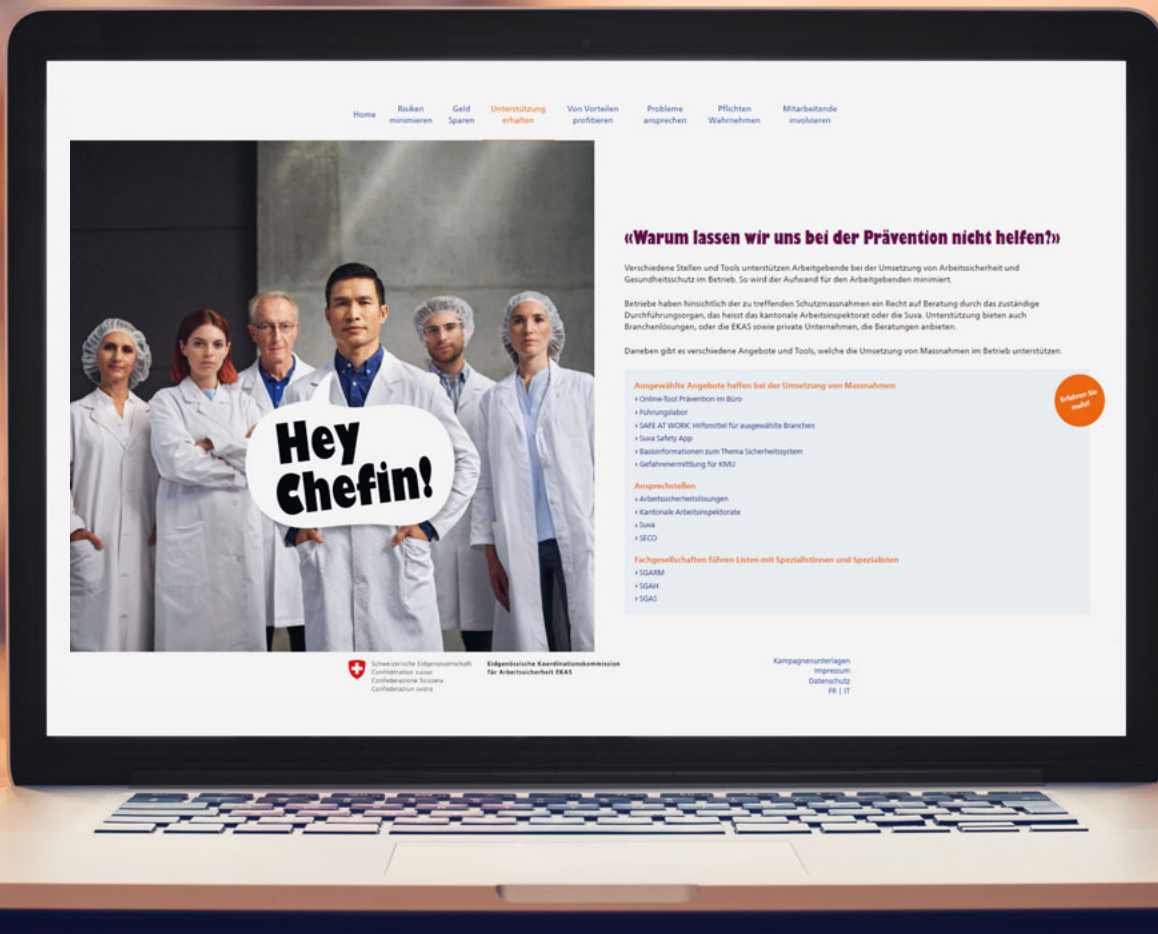 Home
Risiken minimieren
Geld Sparen
Unterstützung erhalten
Von Vorteilen profitieren
Probleme ansprechen
Pflichten Wahrnehmen
Mitarbeitende involvieren
Hey
Chefin!
«Warum lassen wir uns bei der Prävention nicht helfen?»
Verschiedene Stellen und Tools unterstützen Arbeitgebende bei der Umsetzung von Arbeitssicherheit und
Gesundheitsschutz im Betrieb. So wird der Aufwand für den Arbeitgebenden minimiert.
Betriebe haben hinsichtlich der zu treffenden Schutzmassnahmen ein Recht auf Beratung durch das zuständige
Durchführungsorgan, das heisst das kantonale Arbeitsinspektorat oder die Suva. Unterstützung bieten auch
Branchenlösungen, oder die EKAS sowie private Unternehmen, die Beratungen anbieten.
Daneben gibt es verschiedene Angebote und Tools, welche die Umsetzung von Massnahmen im Betrieb unterstützen.
Ausgewählte Angebote helfen bei der Umsetzung von Massnahmen
› Online-Tool Prävention im Büro
› Führungslabor
› SAFE AT WORK: Hilfsmittel für ausgewählte Branchen
› Suva Safety App
› Basisinformationen zum Thema Sicherheitssystem
› Gefahrenermittlung für KMU
Erfahren Sie
mehr!
Ansprechstellen
› Arbeitssicherheitslösungen
› Kantonale Arbeitsinspektorate
› Suva
› SECO
Fachgesellschaften führen Listen mit Spezialistinnen und Spezialisten
› SGARM
› SGAH
› SGAS
Schweizerische Eidgenossenschaft
Confédération suisse
Confederazione Svizzera
Confederaziun svizra
Eidgenössische Koordinationskommission
für Arbeitssicherheit EKAS
Kampagnenunterlagen
Impressum
Datenschutz
FR | IT